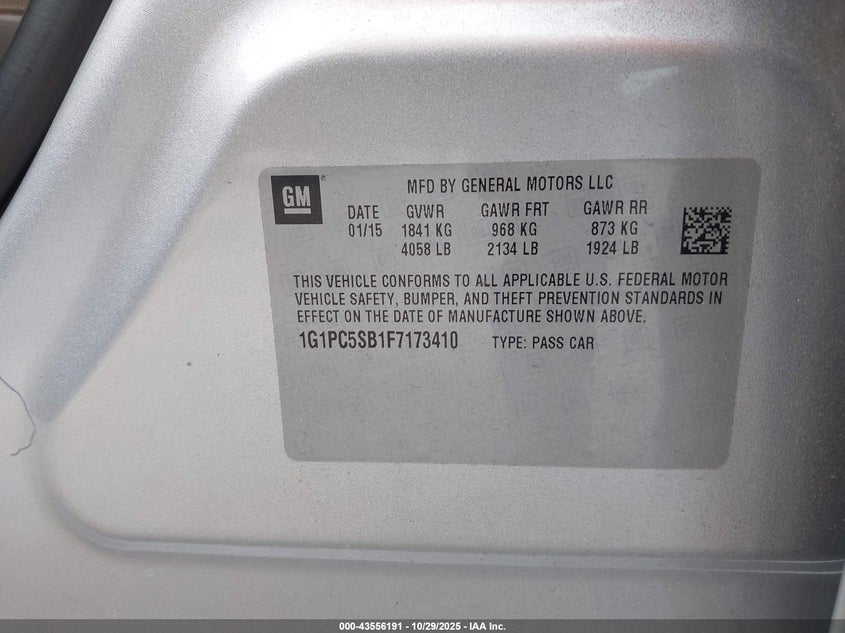 GM
MFD BY GENERAL MOTORS LLC
DATE GVWR GAWR FRT GAWR RR
01/15 1841 KG 968 KG 873 KG
4058 LB 2134 LB 1924 LB
THIS VEHICLE CONFORMS TO ALL APPLICABLE U.S. FEDERAL MOTOR
VEHICLE SAFETY, BUMPER, AND THEFT PREVENTION STANDARDS IN
EFFECT ON THE DATE OF MANUFACTURE SHOWN ABOVE.
1G1PC5SB1F7173410 TYPE: PASS CAR
000-43556191 - 10/29/2025 - IAA Inc.